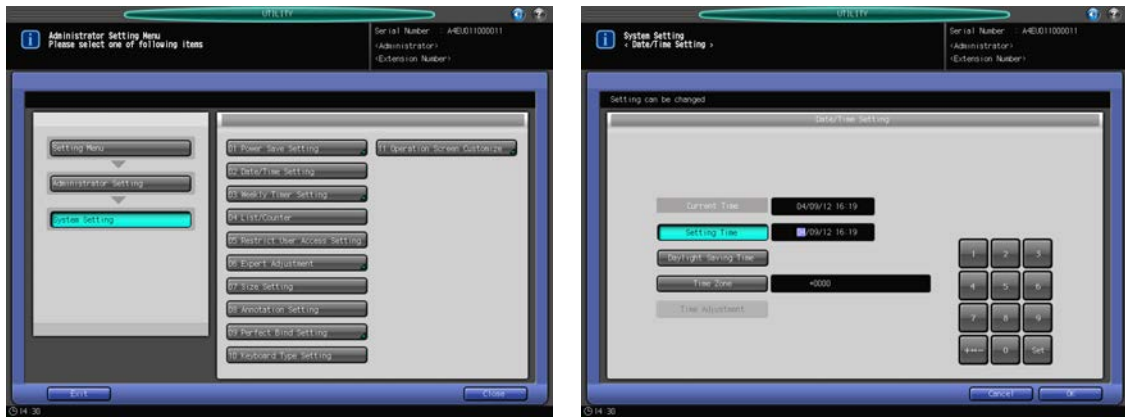 UTILITY
Administrator Setting Menu
Please select one of following items
Serial Number : A4EU011000011
<Administrator>
<Extension Number>
Setting Menu
Administrator Setting
System Setting
01 Power Save Setting
11 Operation Screen Customize
02 Date/Time Setting
03 Weekly Timer Setting
04 List/Counter
05 Restrict User Access Setting
06 Expert Adjustment
07 Size Setting
08 Annotation Setting
09 Perfect Bind Setting
10 Keyboard Type Setting
Exit
Close
14:30
UTILITY
System Setting
< Date/Time Setting >
Serial Number : A4EU011000011
<Administrator>
<Extension Number>
Setting can be changed
Date/Time Setting
Current Time 04/09/12 16:19
Setting Time 04/09/12 16:19
Daylight Saving Time
Time Zone +0000
Time Adjustment
1 2 3
4 5 6
7 8 9
0 Set
Cancel OK
14:30